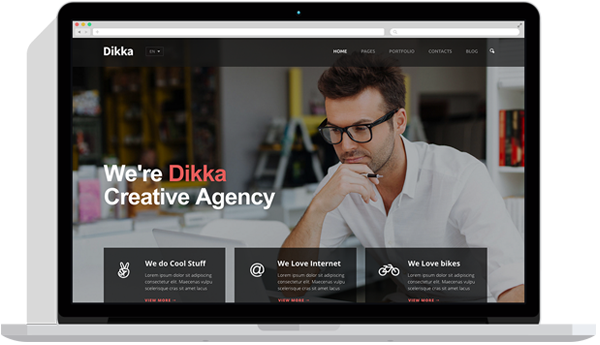 Dikka
EN
HOME
PAGES
PORTFOLIO
CONTACTS
BLOG
We're Dikka
Creative Agency
We do Cool Stuff
Lorem ipsum dolor sit adipiscing
consectetur elit. Maecenas vulputate
scelerisque cras sit amet lacus
VIEW MORE
@
We Love Internet
Lorem ipsum dolor sit adipiscing
consectetur elit. Maecenas vulputate
scelerisque cras sit amet lacus
VIEW MORE
We Love bikes
Lorem ipsum dolor sit adipiscing
consectetur elit. Maecenas vulputate
scelerisque cras sit amet lacus
VIEW MORE